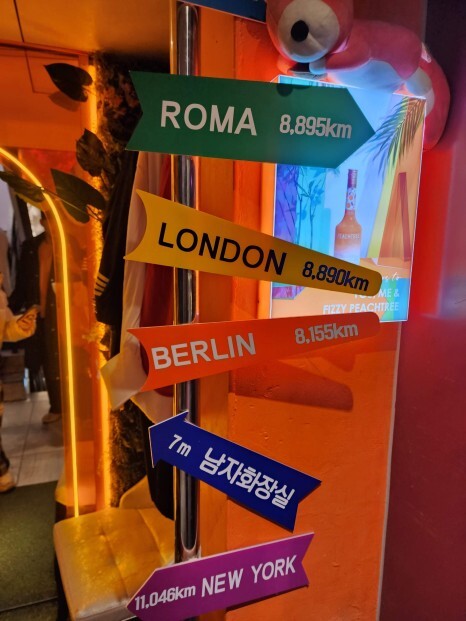 ROMA 8,895km
LONDON 8,890km
FIZZY PEACHTREE
BERLIN 8,155km
7m 남자화장실
11,046km NEW YORK